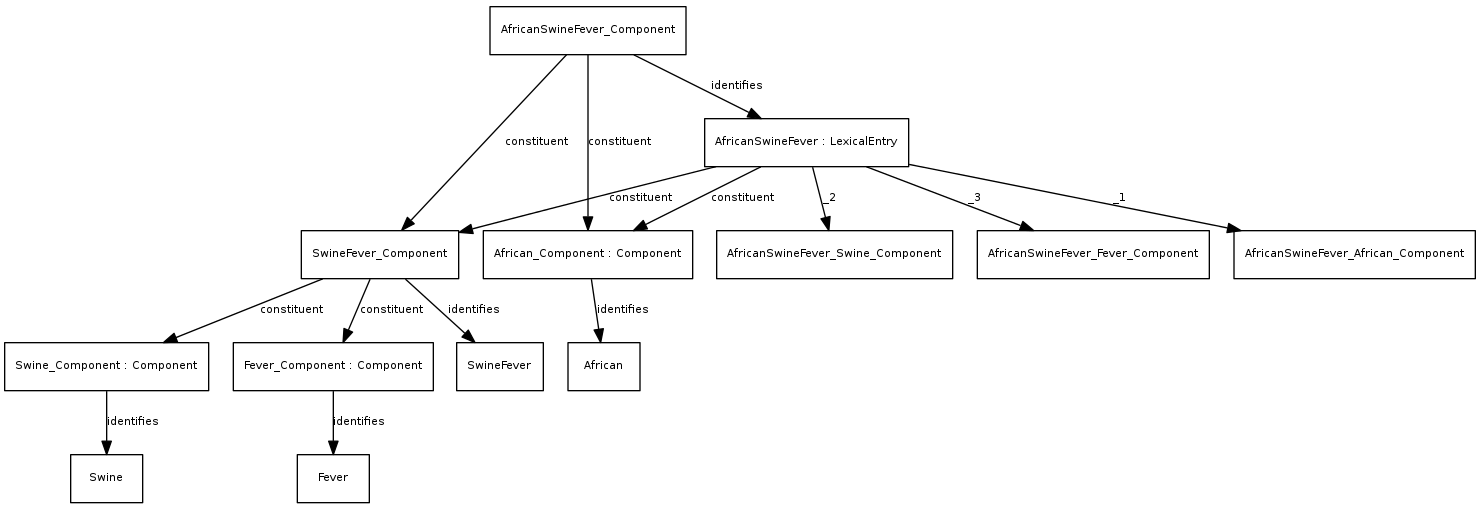 AfricanSwineFever_Component
identifies
constituent
constituent
AfricanSwineFever : LexicalEntry
constituent
constituent
_2
_3
_1
SwineFever_Component
African_Component : Component
AfricanSwineFever_Swine_Component
AfricanSwineFever_Fever_Component
AfricanSwineFever_African_Component
constituent
constituent
identifies
identifies
Swine_Component : Component
Fever_Component : Component
SwineFever
African
identifies
identifies
Swine
Fever